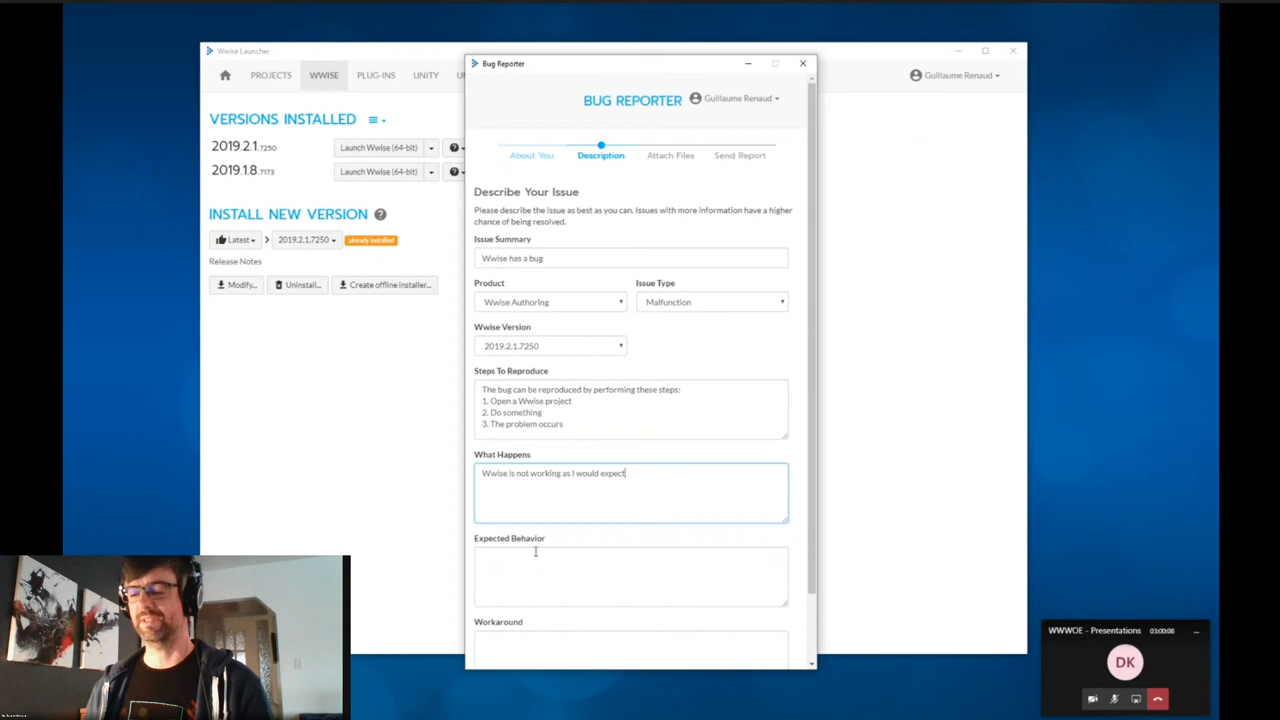 Wwise Launcher
PROJECTS
WWISE
PLUG-INS
UNITY
Guillaume Renaud
VERSIONS INSTALLED
2019.2.1.7250
Launch Wwise (64-bit)
2019.1.8.7173
Launch Wwise (64-bit)
INSTALL NEW VERSION
Latest
2019.2.1.7250
already installed
Release Notes
Modify...
Uninstall...
Create offline installer...
Bug Reporter
BUG REPORTER
Guillaume Renaud
About You
Description
Attach Files
Send Report
Describe Your Issue
Please describe the issue as best as you can. Issues with more information have a higher
chance of being resolved.
Issue Summary
Wwise has a bug
Product
Issue Type
Wwise Authoring
Malfunction
Wwise Version
2019.2.1.7250
Steps To Reproduce
The bug can be reproduced by performing these steps:
1. Open a Wwise project
2. Do something
3. The problem occurs
What Happens
Wwise is not working as I would expect
Expected Behavior
Workaround
WWWOE - Presentations 03:00:08
DK